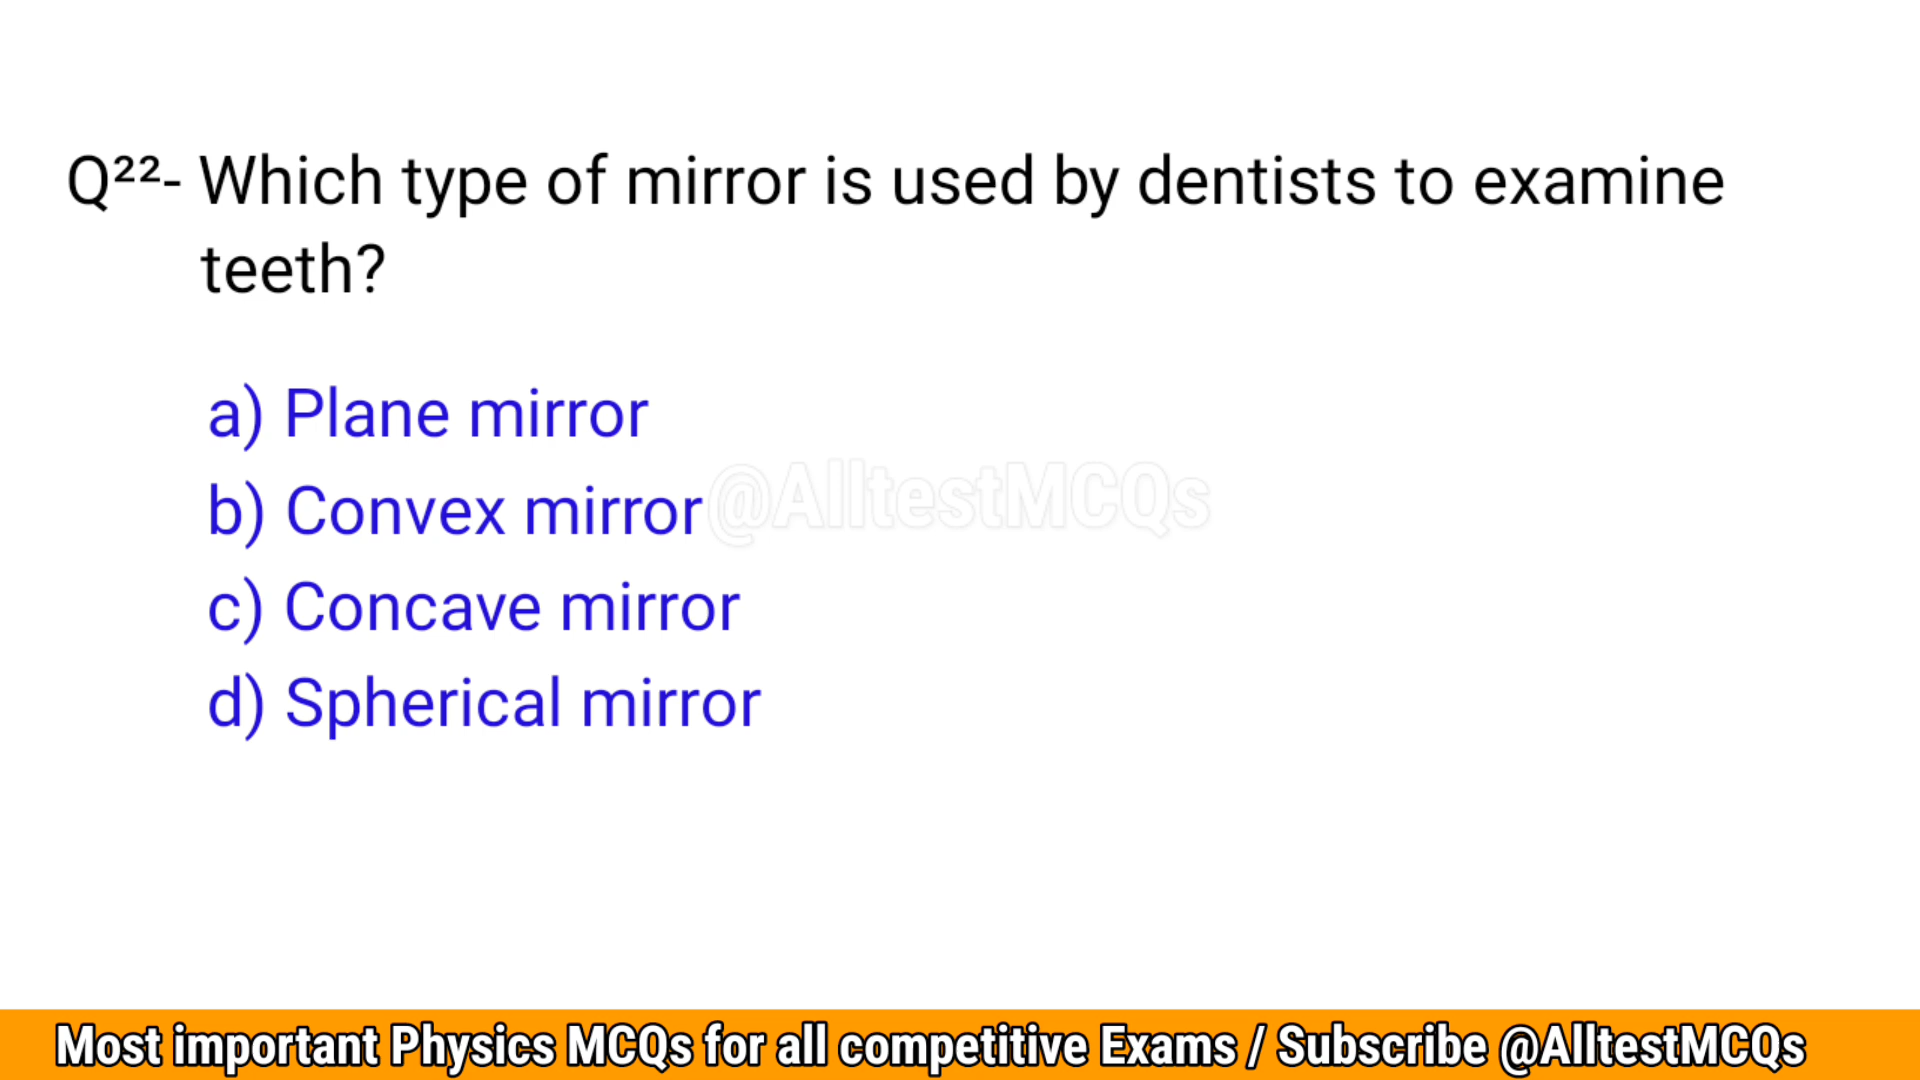 Q²²- Which type of mirror is used by dentists to examine
teeth?
a) Plane mirror
b) Convex mirror
@AlltestMCQs
c) Concave mirror
d) Spherical mirror
Most important Physics MCQs for all competitive Exams / Subscribe @AlltestMCQs